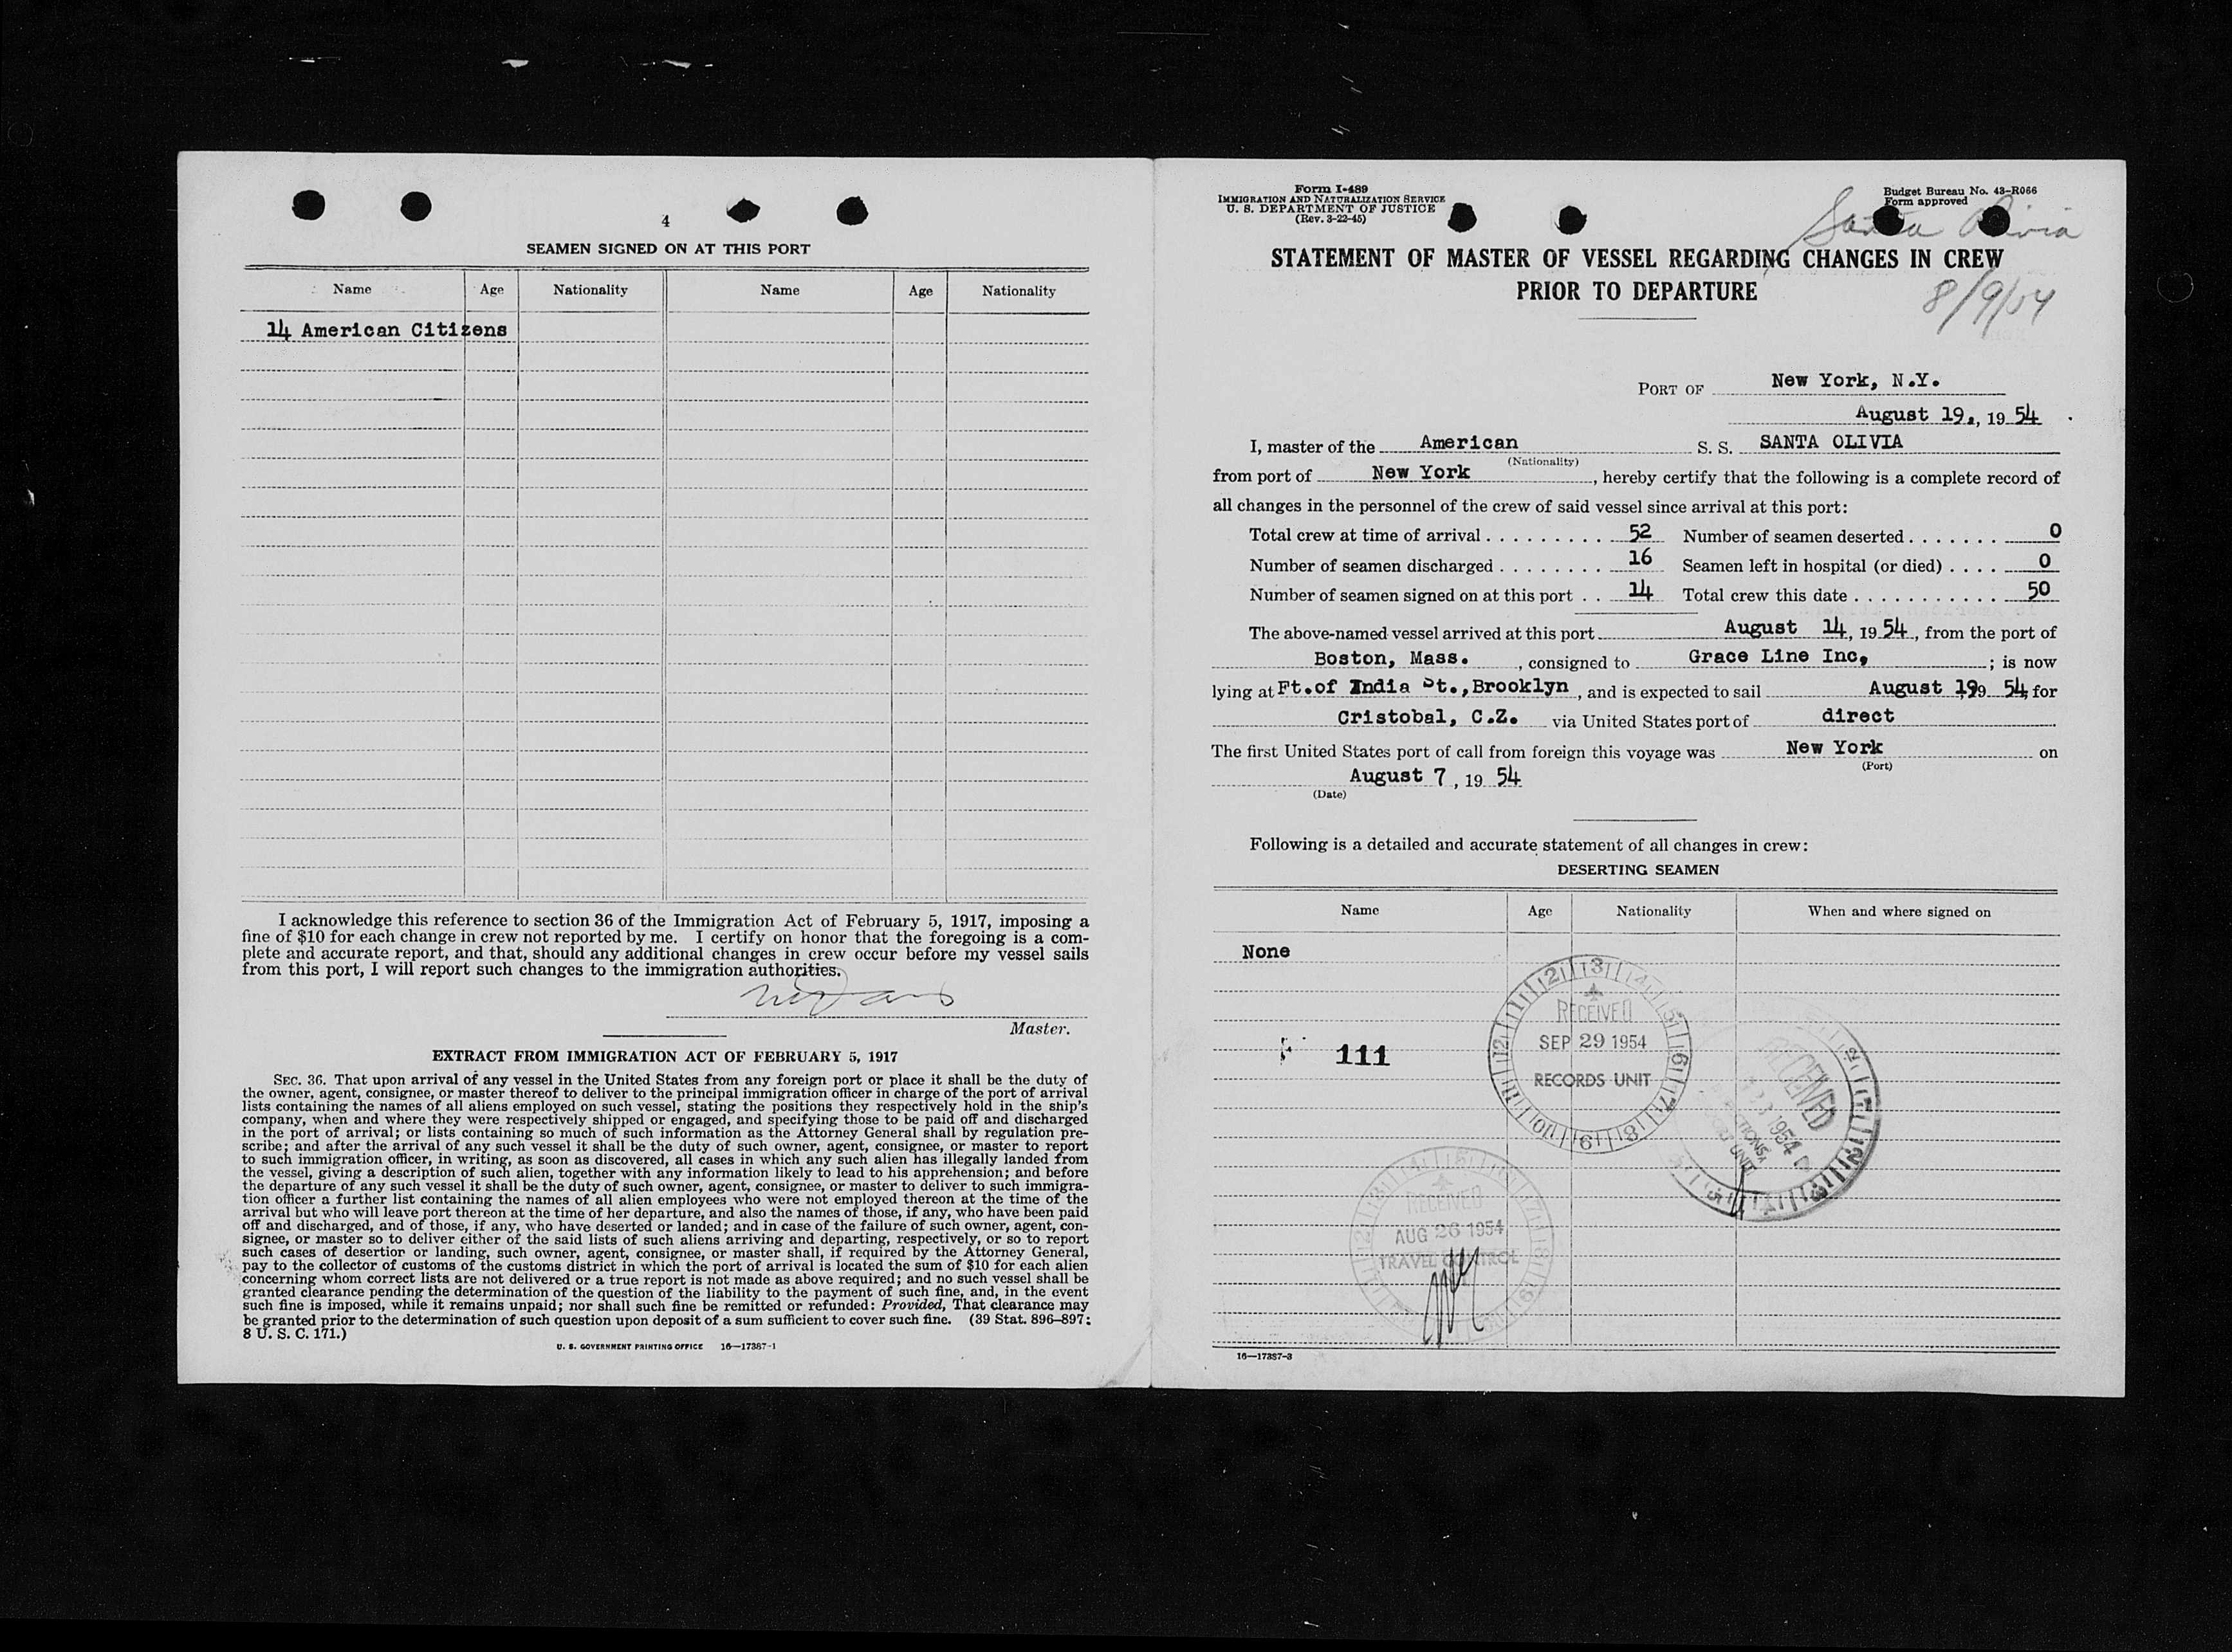 4
SEAMEN SIGNED ON AT THIS PORT
Name Age Nationality Name Age Nationality
14 American Citizens
I acknowledge this reference to section 36 of the Immigration Act of February 5, 1917, imposing a
fine of $10 for each change in crew not reported by me. I certify on honor that the foregoing is a com-
plete and accurate report, and that, should any additional changes in crew occur before my vessel sails
from this port, I will report such changes to the immigration authorities.
Master.
EXTRACT FROM IMMIGRATION ACT OF FEBRUARY 5, 1917
SEC. 36. That upon arrival of any vessel in the United States from any foreign port or place it shall be the duty of
the owner, agent, consignee, or master thereof to deliver to the principal immigration officer in charge of the port of arrival
lists containing the names of all aliens employed on such vessel, stating the positions they respectively hold in the ship's
company, when and where they were respectively shipped or engaged, and specifying those to be paid off and discharged
in the port of arrival; or lists containing so much of such information as the Attorney General shall by regulation pre-
scribe; and after the arrival of any such vessel it shall be the duty of such owner, agent, consignee, or master to report
to such immigration officer, in writing, as soon as discovered, all cases in which any such alien has illegally landed from
the vessel, giving a description of such alien, together with any information likely to lead to his apprehension; and before
the departure of any such vessel it shall be the duty of such owner, agent, consignee, or master to deliver to such immigra-
tion officer a further list containing the names of all alien employees who were not employed thereon at the time of the
arrival but who will leave port thereon at the time of her departure, and also the names of those, if any, who have been paid
off and discharged, and of those, if any, who have deserted or landed; and in case of the failure of such owner, agent, con-
signee, or master so to deliver either of the said lists of such aliens arriving and departing, respectively, or so to report
such cases of desertion or landing, such owner, agent, consignee, or master shall, if required by the Attorney General,
pay to the collector of customs of the customs district in which the port of arrival is located the sum of $10 for each alien
concerning whom correct lists are not delivered or a true report is not made as above required; and no such vessel shall be
granted clearance pending the determination of the question of the liability to the payment of such fine, and, in the event
such fine is imposed, while it remains unpaid; nor shall such fine be remitted or refunded: Provided, That clearance may
be granted prior to the determination of such question upon deposit of a sum sufficient to cover such fine. (39 Stat. 896–897;
8 U. S. C. 171.)
U. S. GOVERNMENT PRINTING OFFICE 16—17387-1
Form I-489
IMMIGRATION AND NATURALIZATION SERVICE
U. S. DEPARTMENT OF JUSTICE
(Rev. 3-22-45)
Budget Bureau No. 43–R066
Form approved
Santa Olivia
STATEMENT OF MASTER OF VESSEL REGARDING CHANGES IN CREW
PRIOR TO DEPARTURE
8/9/54
PORT OF New York, N.Y.
August 19, 19 54
I, master of the American S. S. SANTA OLIVIA
(Nationality)
from port of New York, hereby certify that the following is a complete record of
all changes in the personnel of the crew of said vessel since arrival at this port:
Total crew at time of arrival . . . . . . . . . . 52 Number of seamen deserted . . . . . . . 0
Number of seamen discharged . . . . . . . . 16 Seamen left in hospital (or died) . . . . 0
Number of seamen signed on at this port . . 14 Total crew this date . . . . . . . . . . . 50
The above-named vessel arrived at this port August 14, 19 54, from the port of
Boston, Mass., consigned to Grace Line Inc, ; is now
lying at Ft.of India St.,Brooklyn, and is expected to sail August 19, 19 54, for
Cristobal, C.Z. via United States port of direct
The first United States port of call from foreign this voyage was New York on
(Port)
August 7, 19 54
(Date)
Following is a detailed and accurate statement of all changes in crew:
DESERTING SEAMEN
Name Age Nationality When and where signed on
None
111
RECEIVED
SEP 29 1954
RECORDS UNIT
RECEIVED
1954
UNIT
RECEIVED
AUG 26 1954
TRAVEL CONTROL
16—17387-3